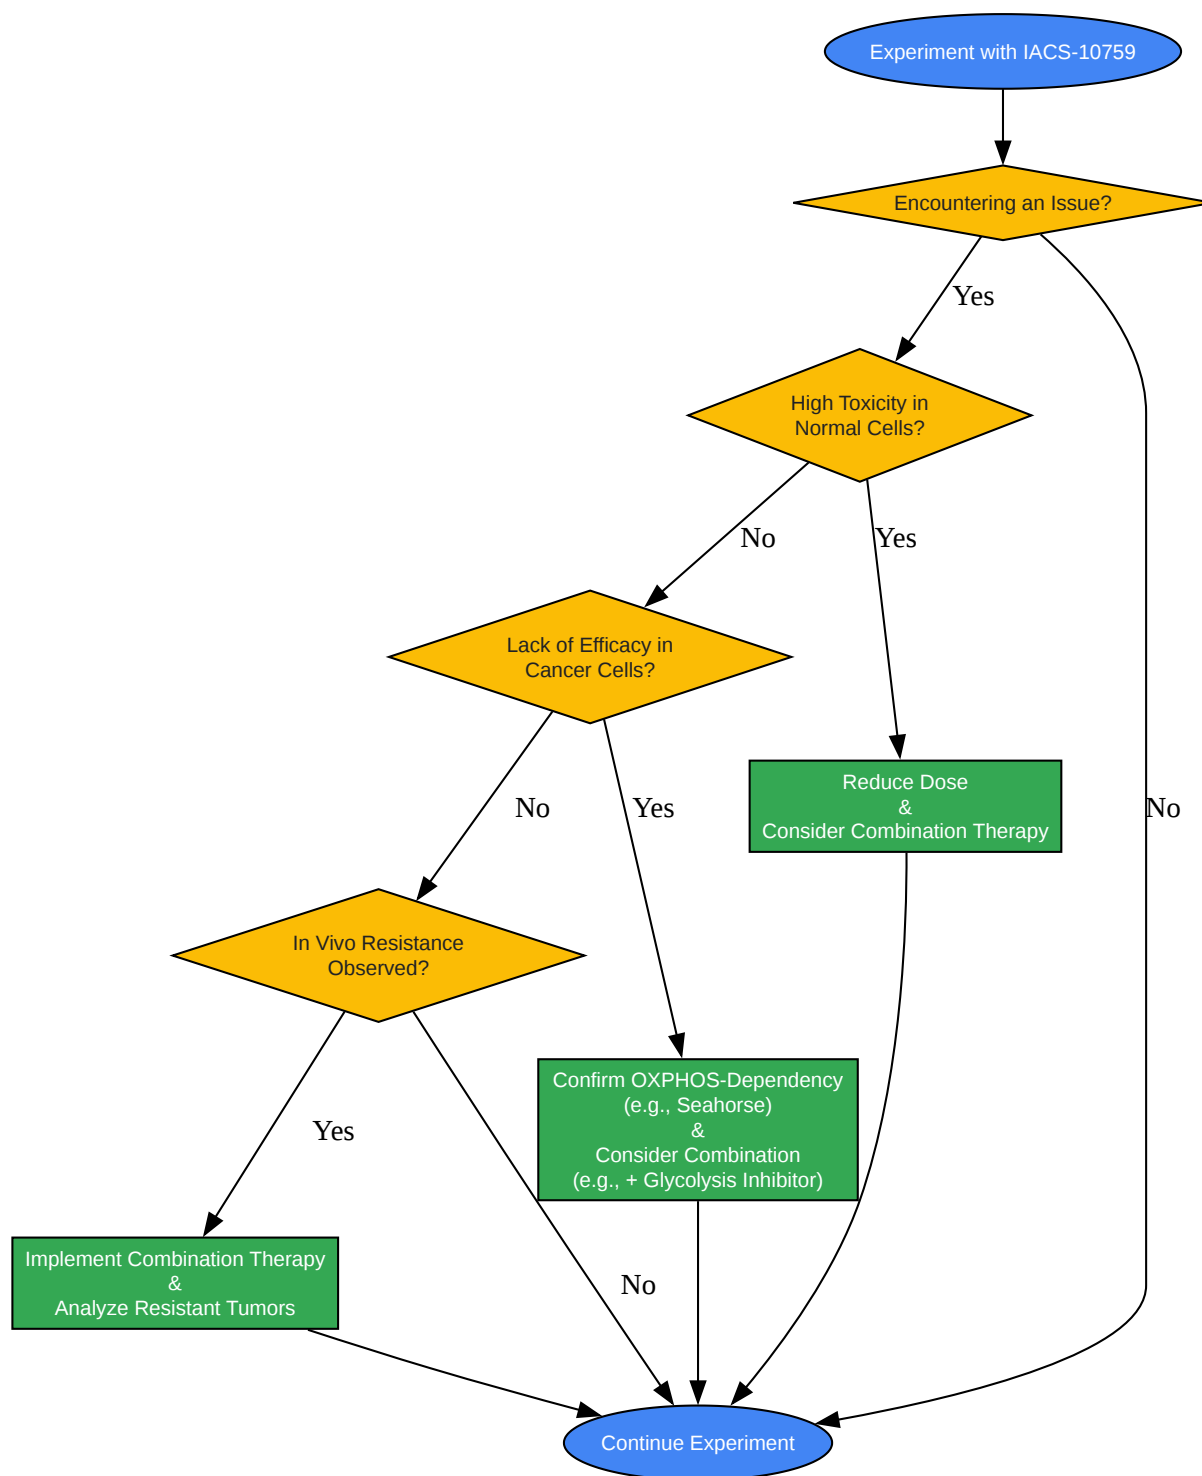 Experiment with IACS-10759
Encountering an Issue?
Yes
High Toxicity in
Normal Cells?
No
Yes
Lack of Efficacy in
Cancer Cells?
Reduce Dose
&
Consider Combination Therapy
No
Yes
No
In Vivo Resistance
Observed?
Confirm OXPHOS-Dependency
(e.g., Seahorse)
&
Consider Combination
(e.g., + Glycolysis Inhibitor)
Yes
Implement Combination Therapy
&
Analyze Resistant Tumors
No
Continue Experiment